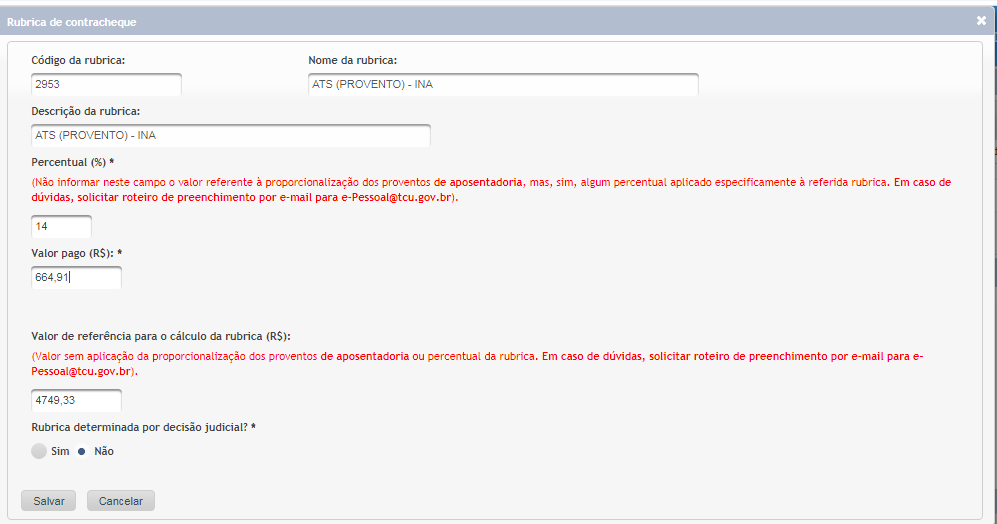 Rubrica de contracheque
Código da rubrica: Nome da rubrica:
2953 ATS (PROVENTO) - INA
Descrição da rubrica:
ATS (PROVENTO) - INA
Percentual (%) *
(Não informar neste campo o valor referente à proporcionalização dos proventos de aposentadoria, mas, sim, algum percentual aplicado especificamente à referida rubrica. Em caso de
dúvidas, solicitar roteiro de preenchimento por e-mail para e-Pessoal@tcu.gov.br).
14
Valor pago (R$): *
664,91
Valor de referência para o cálculo da rubrica (R$):
(Valor sem aplicação da proporcionalização dos proventos de aposentadoria ou percentual da rubrica. Em caso de dúvidas, solicitar roteiro de preenchimento por e-mail para e-
Pessoal@tcu.gov.br).
4749,33
Rubrica determinada por decisão judicial? *
Sim Não
Salvar Cancelar